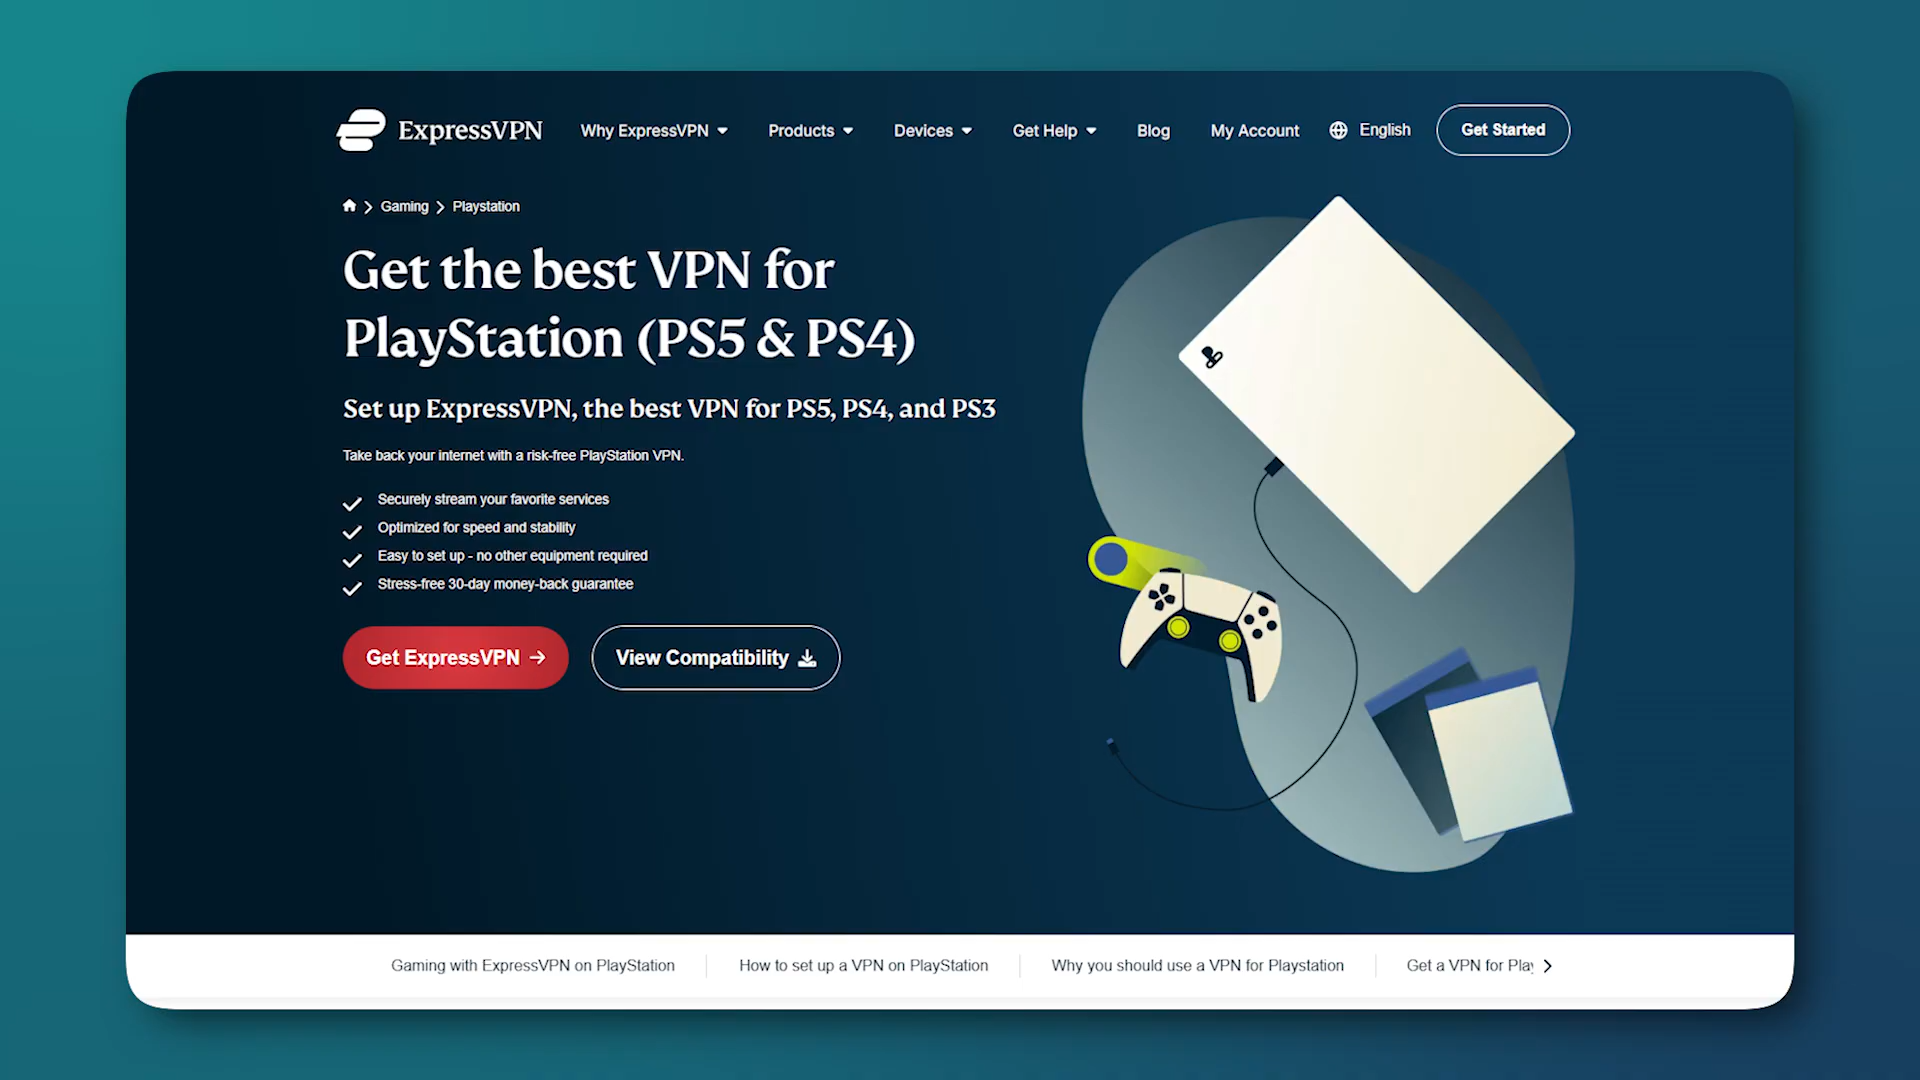 ExpressVPN Why ExpressVPN Products Devices Get Help Blog My Account English Get Started
Gaming Playstation
Get the best VPN for
PlayStation (PS5 & PS4)
Set up ExpressVPN, the best VPN for PS5, PS4, and PS3
Take back your internet with a risk-free PlayStation VPN.
Securely stream your favorite services
Optimized for speed and stability
Easy to set up - no other equipment required
Stress-free 30-day money-back guarantee
Get ExpressVPN View Compatibility
Gaming with ExpressVPN on PlayStation How to set up a VPN on PlayStation Why you should use a VPN for Playstation Get a VPN for Play